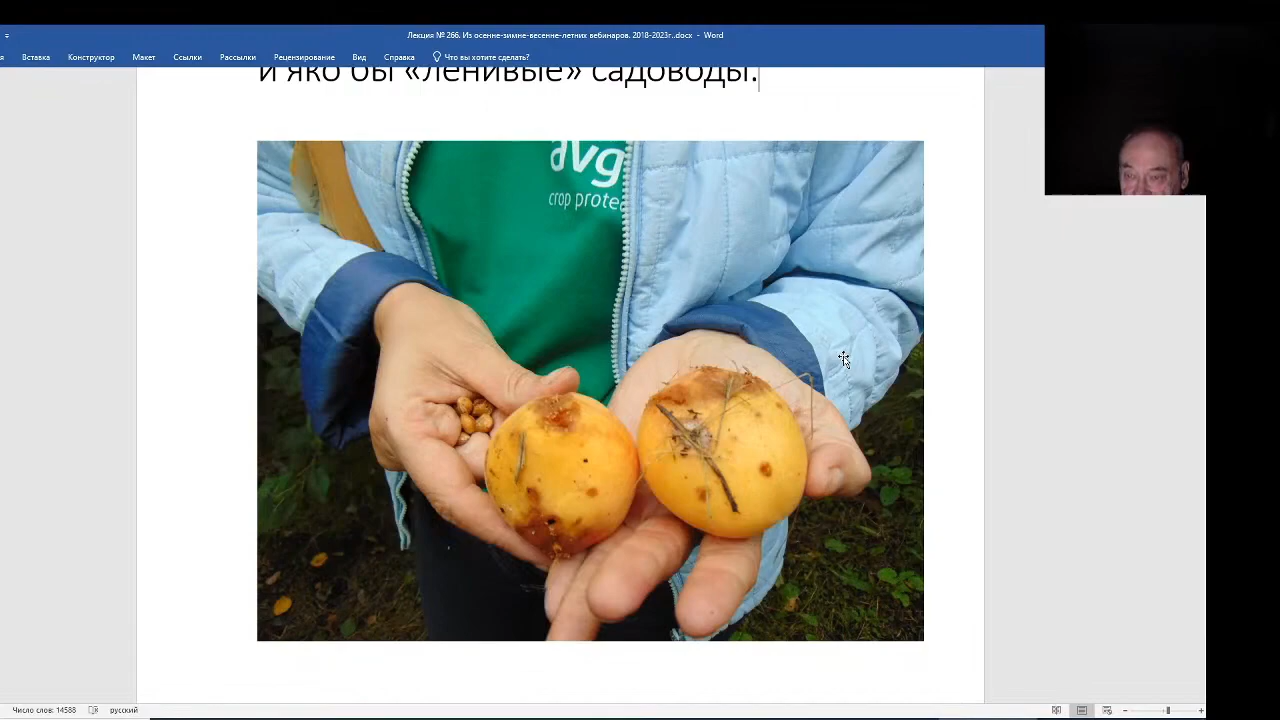 Лекция № 266. Из осенне-зимне-весенне-летних вебинаров. 2018-2023г..docx - Word
Вставка Конструктор Макет Ссылки Рассылки Рецензирование Вид Справка Что вы хотите сделать?
и яко бы «ленивые» садоводы.
avg
crop prote
Число слов: 14588 русский